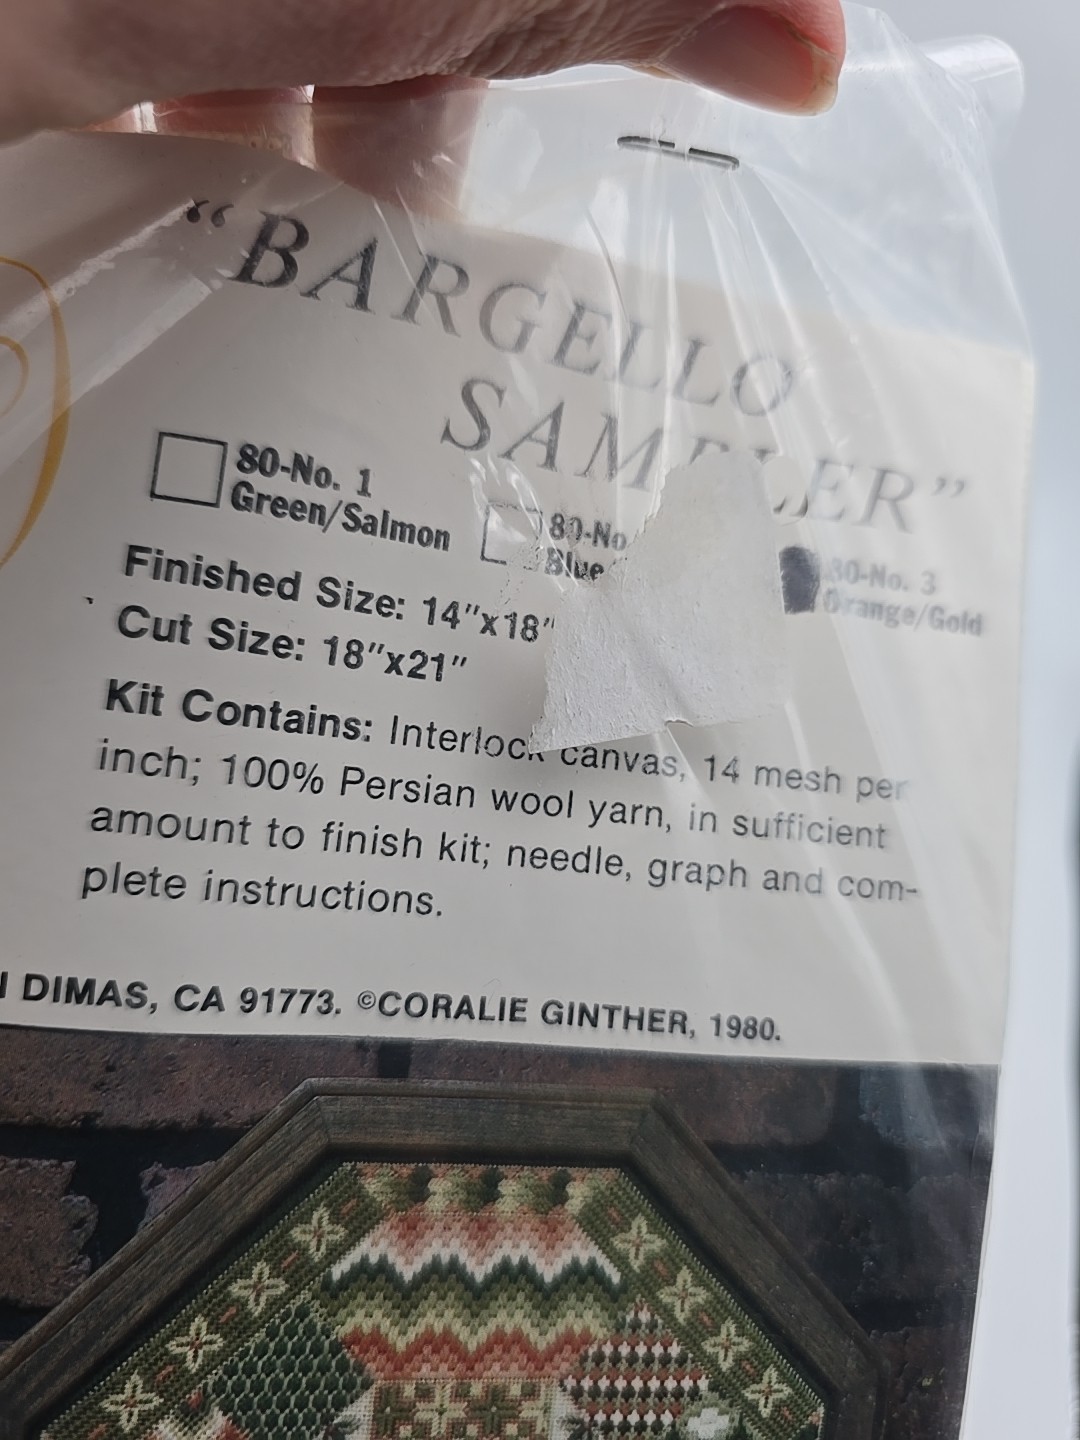 “BARGELLO
SAMPLER”
80-No. 1
Green/Salmon
80-No
Blue
80-No. 3
Orange/Gold
Finished Size: 14"x18"
Cut Size: 18"x21"
Kit Contains: Interlock canvas, 14 mesh per
inch; 100% Persian wool yarn, in sufficient
amount to finish kit; needle, graph and com-
plete instructions.
DIMAS, CA 91773. ©CORALIE GINTHER, 1980.